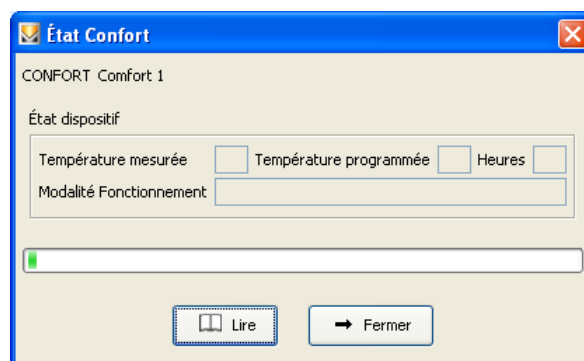 État Confort
CONFORT Comfort 1
État dispositif
Température mesurée Température programmée Heures
Modalité Fonctionnement
Lire Fermer